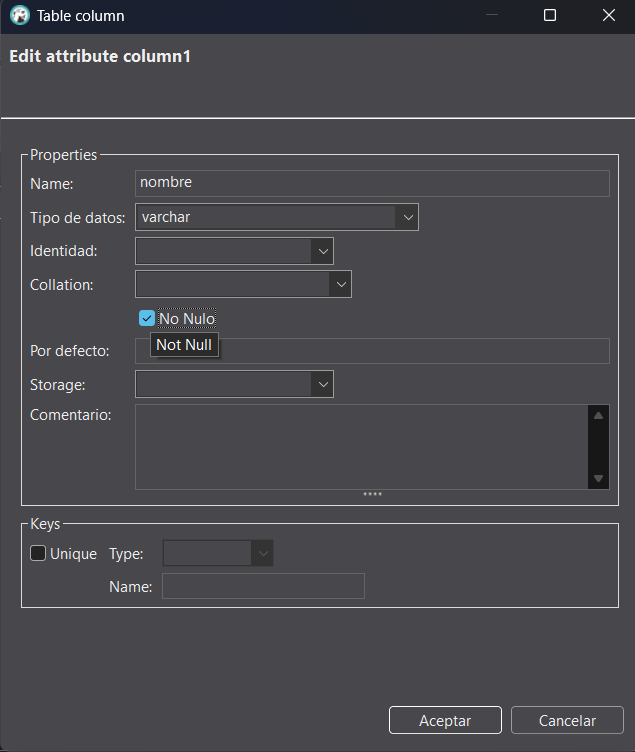 Table column
Edit attribute column1
Properties
Name: nombre
Tipo de datos: varchar
Identidad:
Collation:
No Nulo
Not Null
Por defecto:
Storage:
Comentario:
Keys
Unique Type:
Name:
Aceptar Cancelar